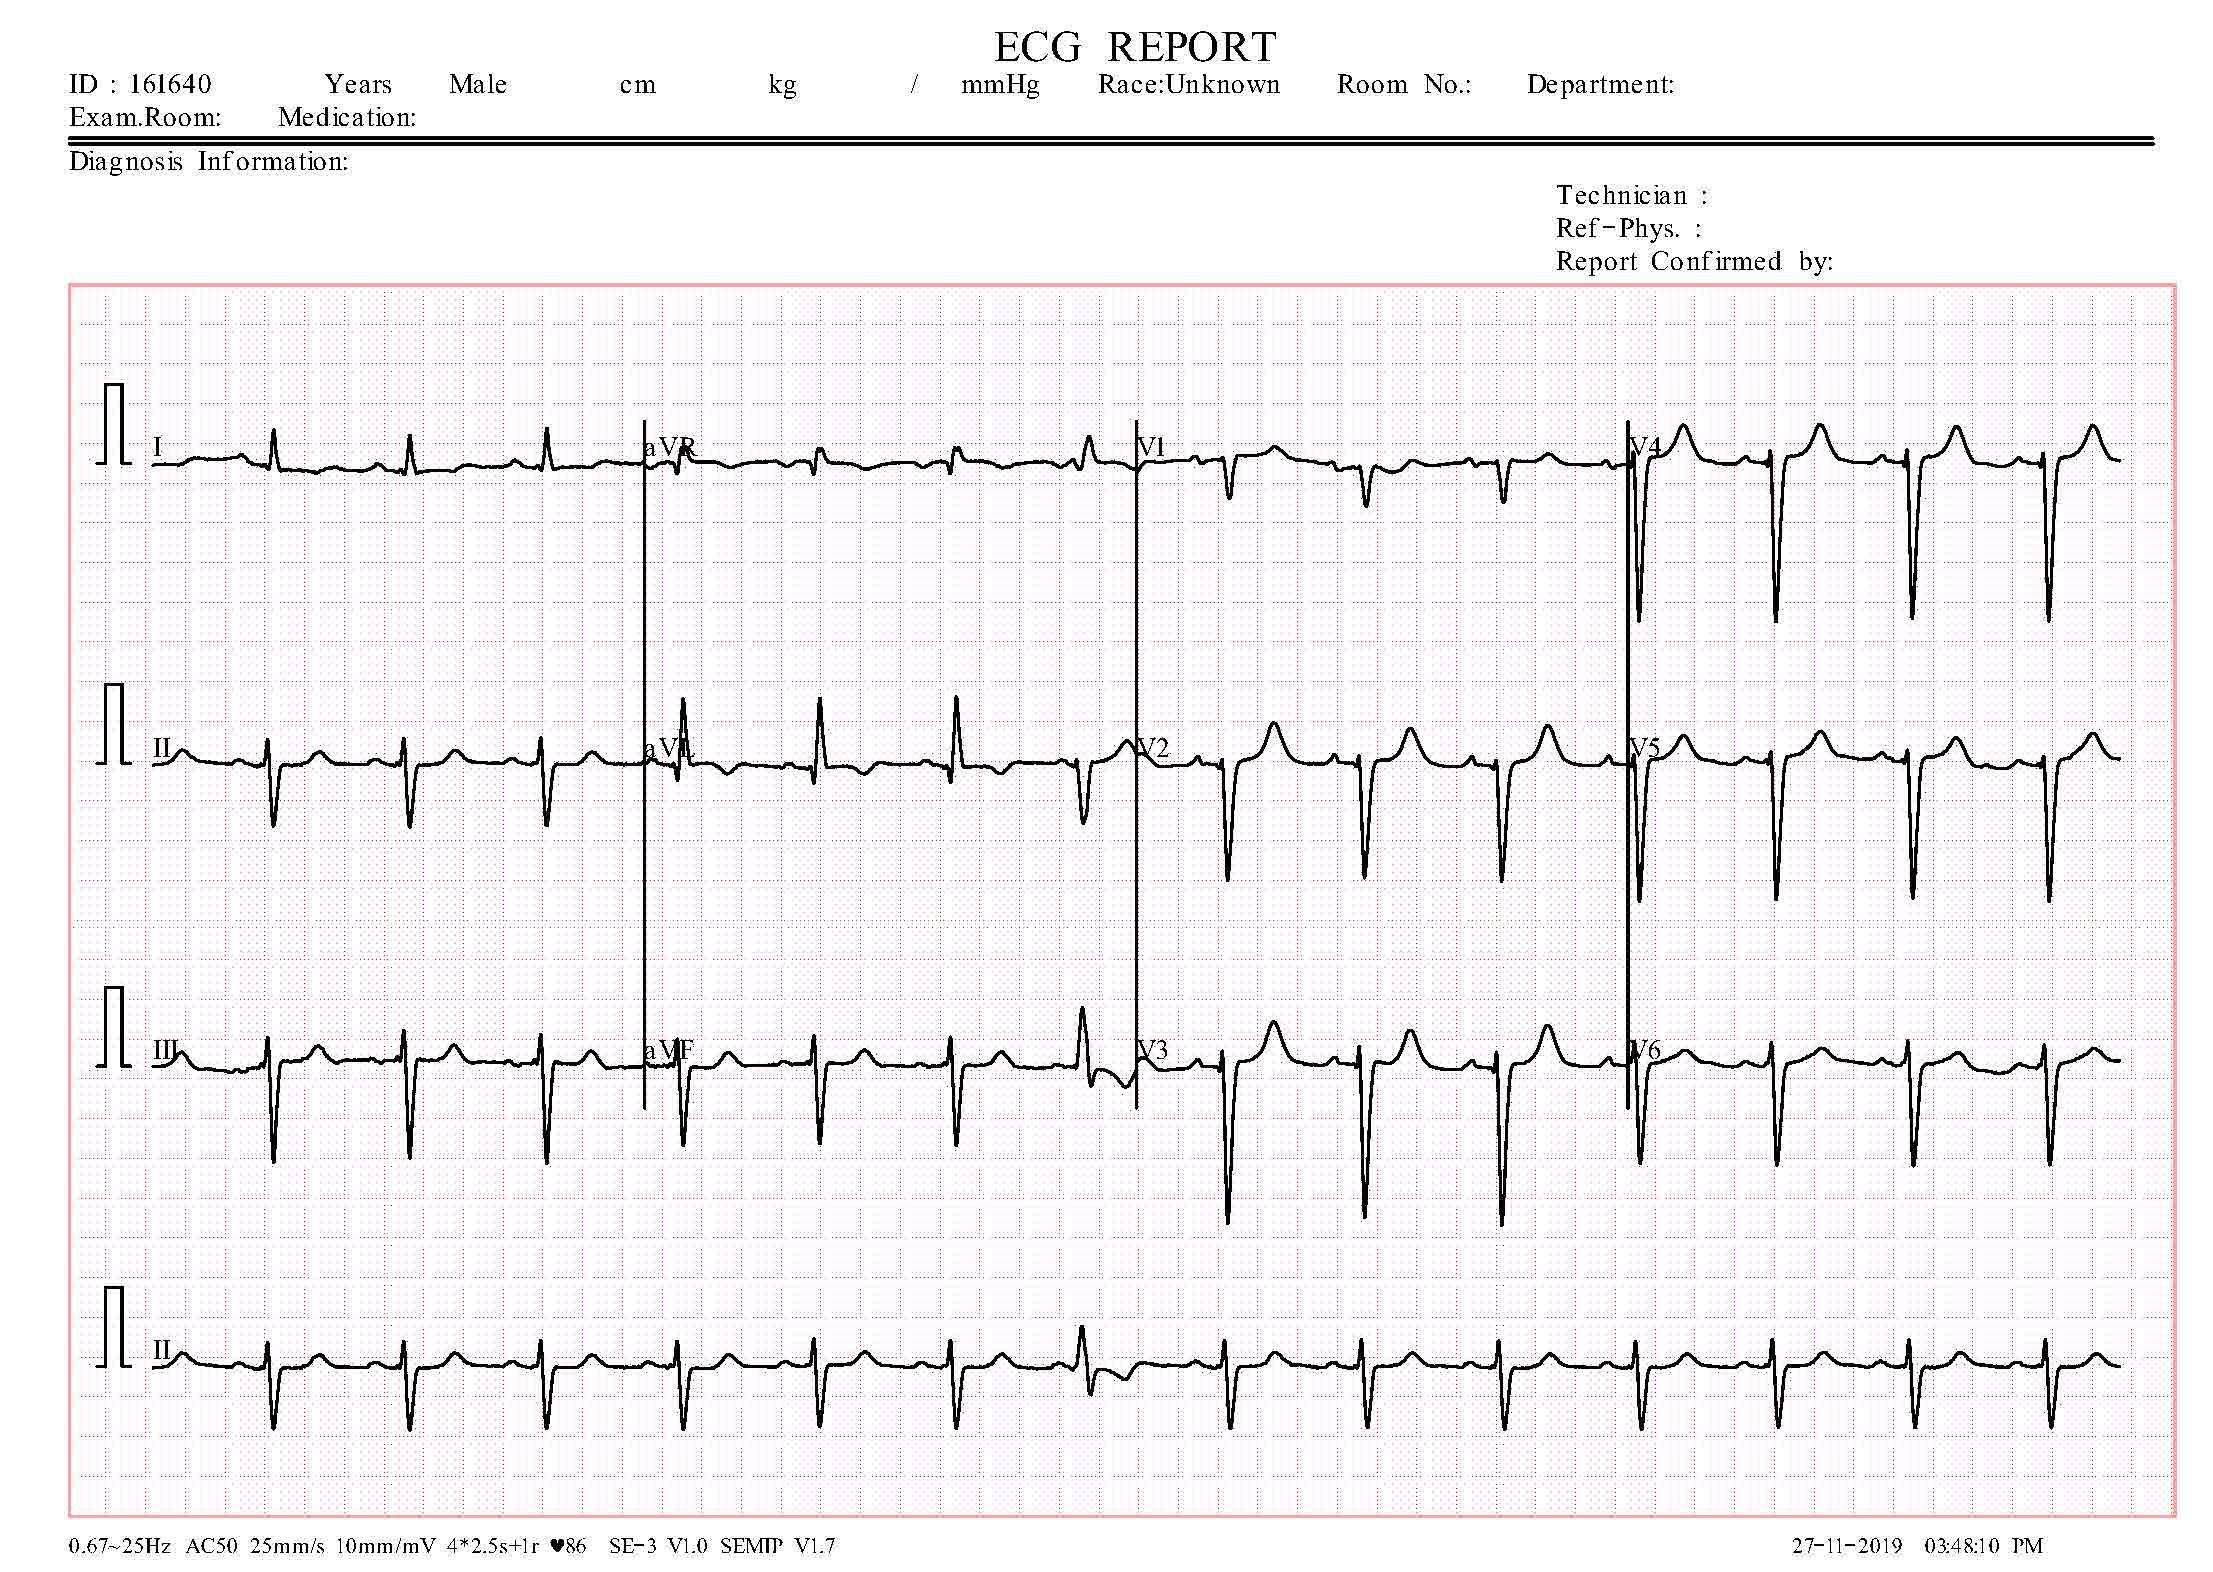 ECG REPORT
ID : 161640 Years Male cm kg / mmHg Race:Unknown Room No.: Department:
Exam.Room: Medication:
Diagnosis Information:
Technician :
Ref-Phys. :
Report Confirmed by:
I aVR V1 V4
II aVL V2 V5
III aVF V3 V6
II
0.67~25Hz AC50 25mm/s 10mm/mV 4*2.5s+1r ♥86 SE-3 V1.0 SEMIP V1.7 27-11-2019 03:48:10 PM